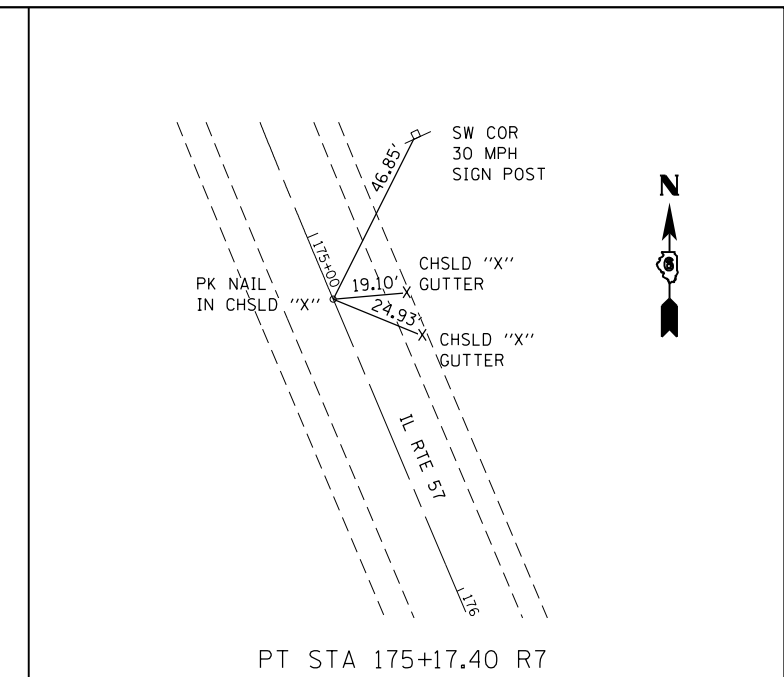 SW COR
30 MPH
SIGN POST
46.85'
N
175+00
CHSLD "X"
GUTTER
19.10'
PK NAIL
IN CHSLD "X"
24.93'
X
X
CHSLD "X"
GUTTER
IL RTE 57
176
PT STA 175+17.40 R7